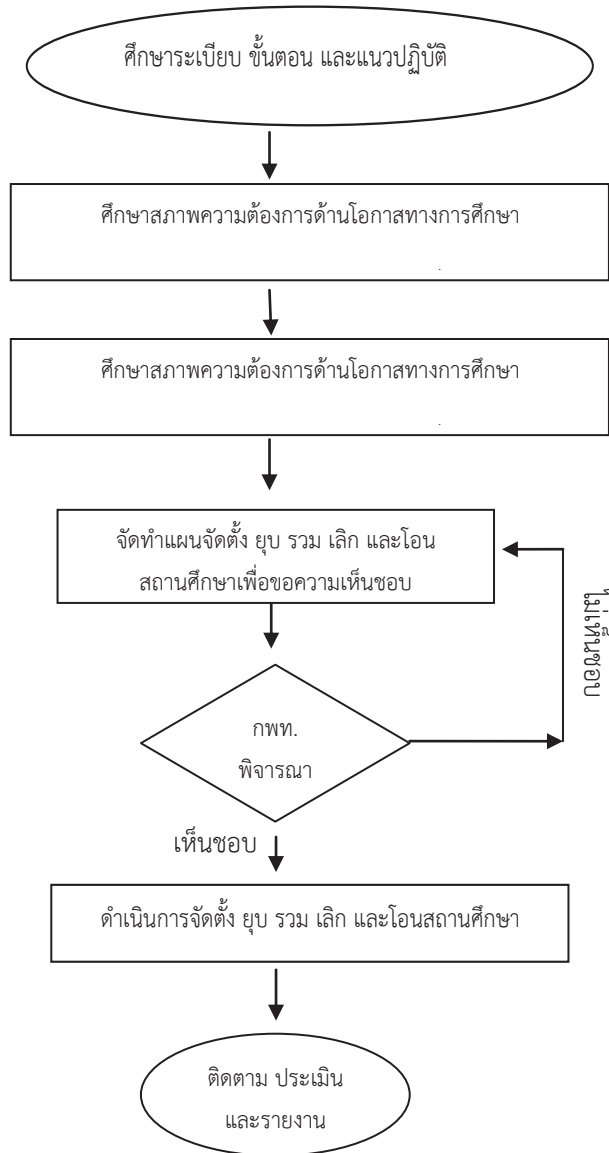 ศึกษาระเบียบ ขั้นตอน และแนวปฏิบัติ
ศึกษาสภาพความต้องการด้านโอกาสทางการศึกษา
ศึกษาสภาพความต้องการด้านโอกาสทางการศึกษา
จัดทำแผนจัดตั้ง ยุบ รวม เลิก และโอน
สถานศึกษาเพื่อขอความเห็นชอบ
ไม่เห็นชอบ
กพท.
พิจารณา
เห็นชอบ
ดำเนินการจัดตั้ง ยุบ รวม เลิก และโอนสถานศึกษา
ติดตาม ประเมิน
และรายงาน